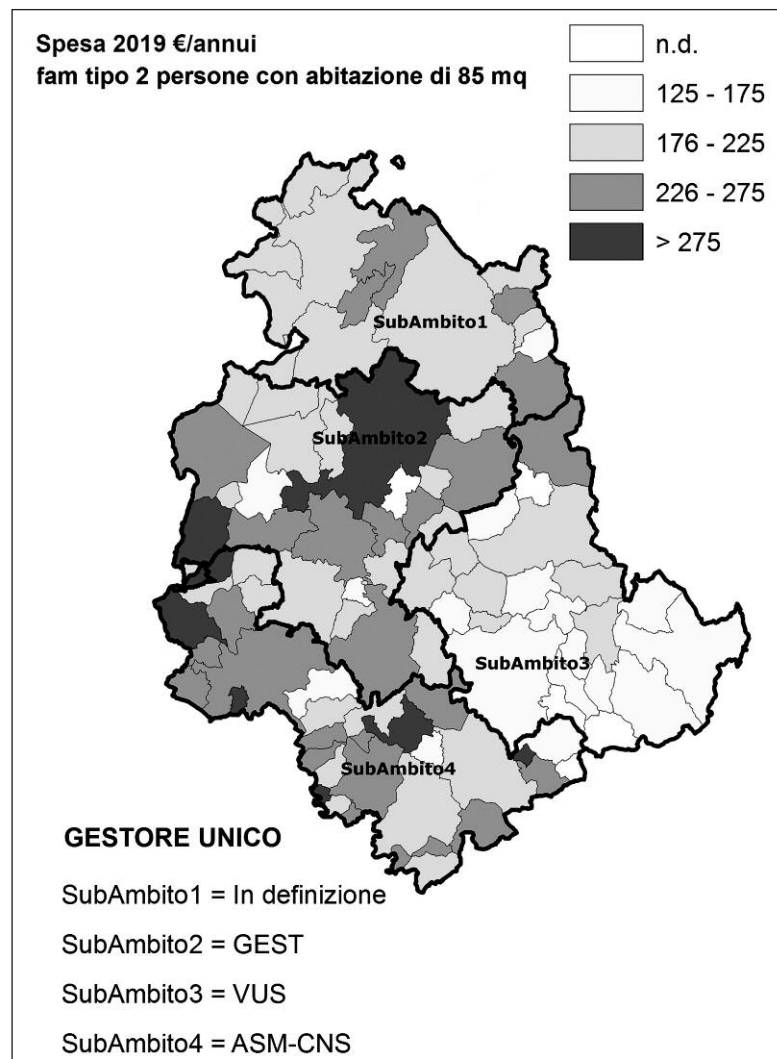 Spesa 2019 €/annui
fam tipo 2 persone con abitazione di 85 mq
n.d.
125 - 175
176 - 225
226 - 275
> 275
SubAmbito1
SubAmbito2
SubAmbito3
SubAmbito4
GESTORE UNICO
SubAmbito1 = In definizione
SubAmbito2 = GEST
SubAmbito3 = VUS
SubAmbito4 = ASM-CNS